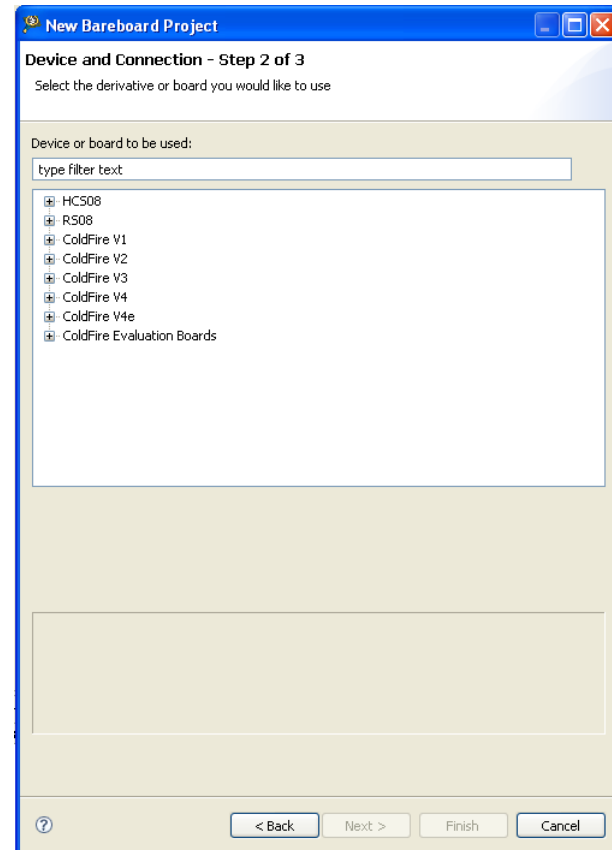 New Bareboard Project
Device and Connection - Step 2 of 3
Select the derivative or board you would like to use
Device or board to be used:
type filter text
HCS08
RS08
ColdFire V1
ColdFire V2
ColdFire V3
ColdFire V4
ColdFire V4e
ColdFire Evaluation Boards
?
< Back Next > Finish Cancel